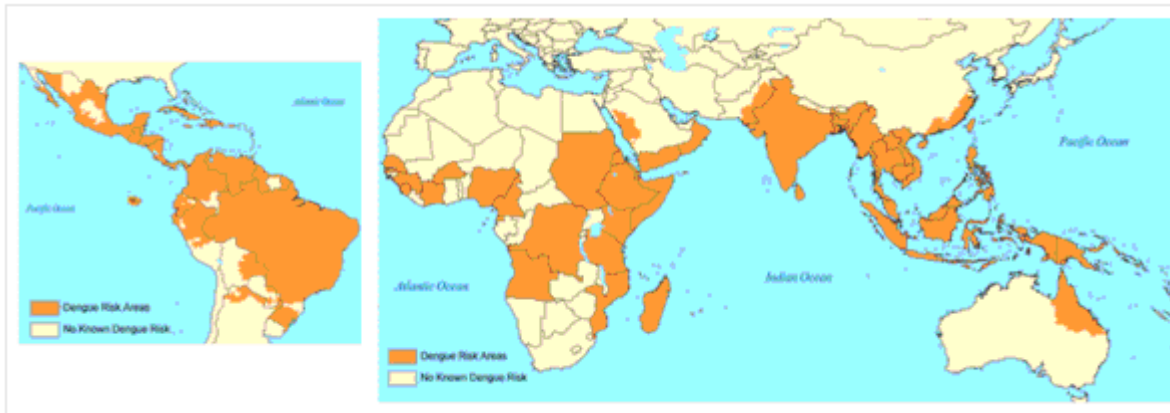 Atlantic Ocean
Pacific Ocean
Dengue Risk Areas
No Known Dengue Risk
Pacific Ocean
Indian Ocean
Atlantic Ocean
Dengue Risk Areas
No Known Dengue Risk